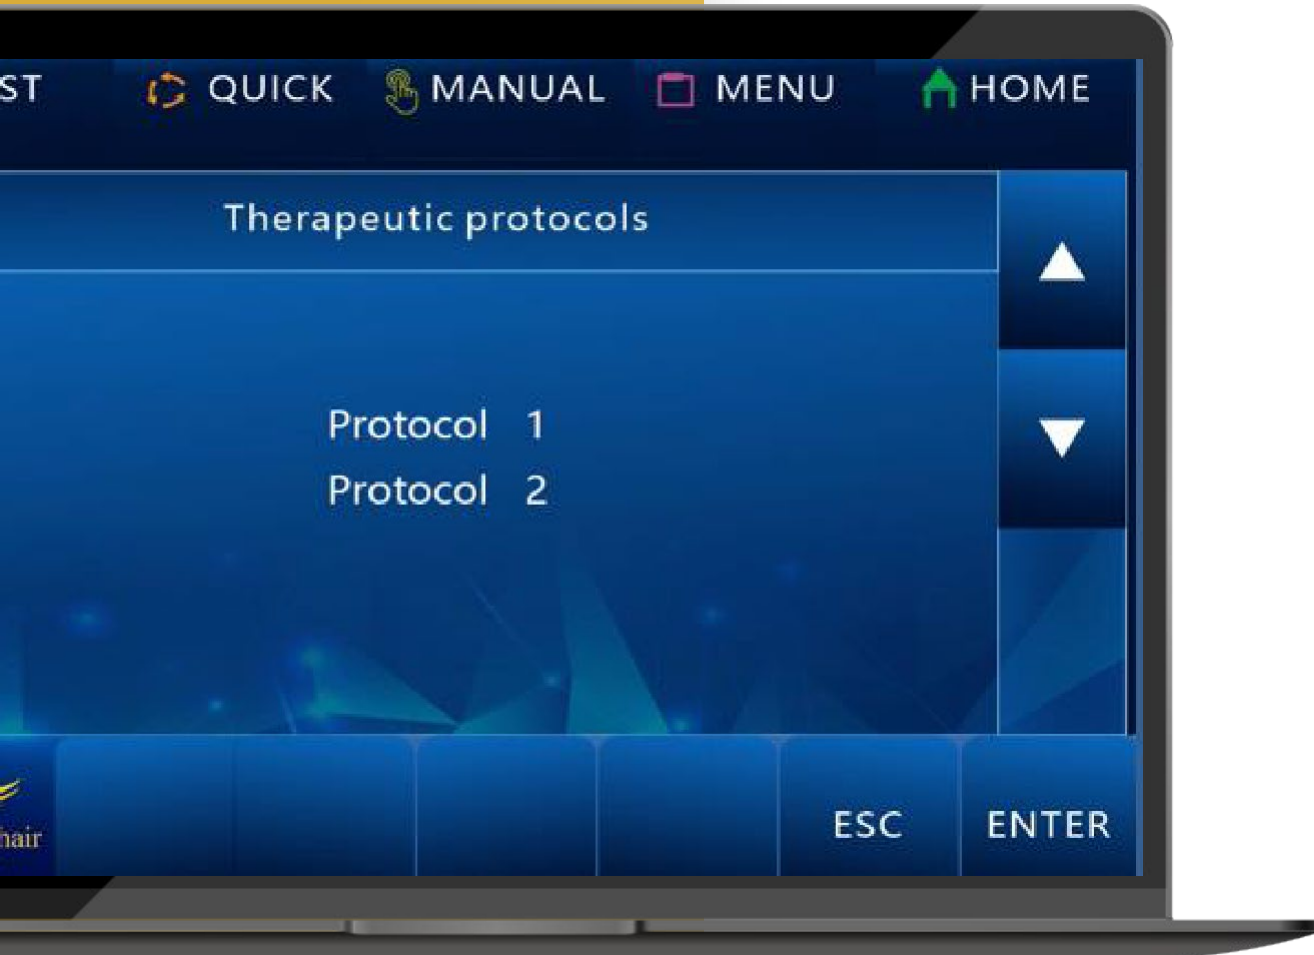 ST QUICK MANUAL MENU HOME
Therapeutic protocols
Protocol 1
Protocol 2
hair ESC ENTER